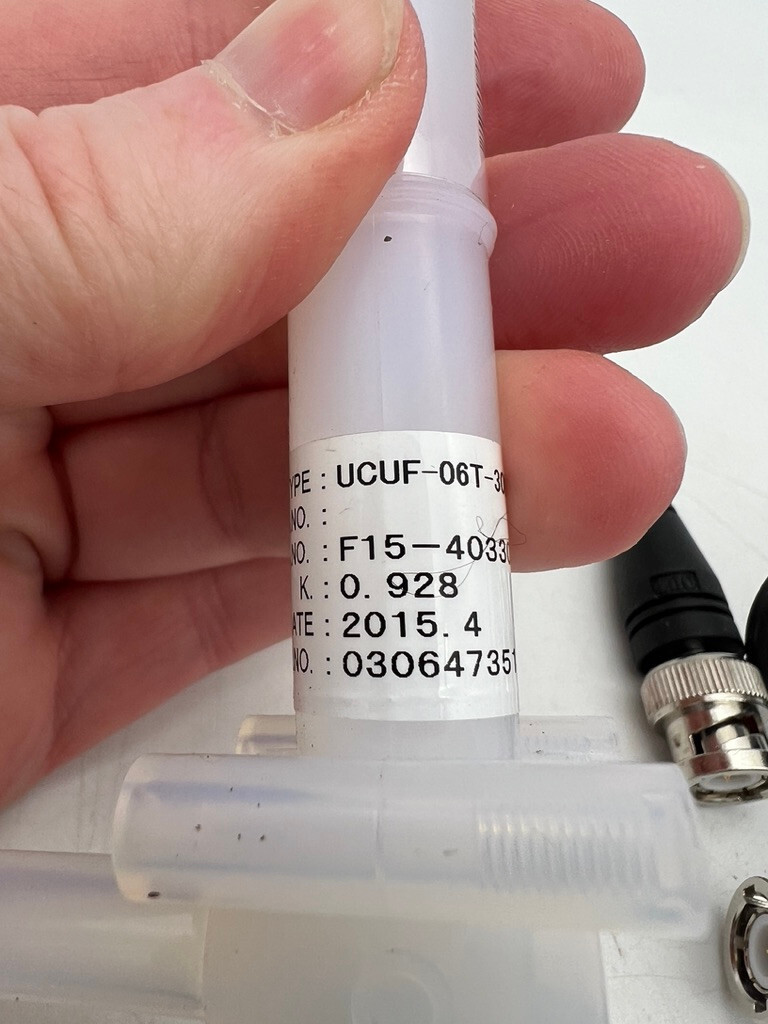 YPE : UCUF-06T-30
NO. :
NO. : F15-4033
K. : 0.928
ATE : 2015.4
NO. : 030647351